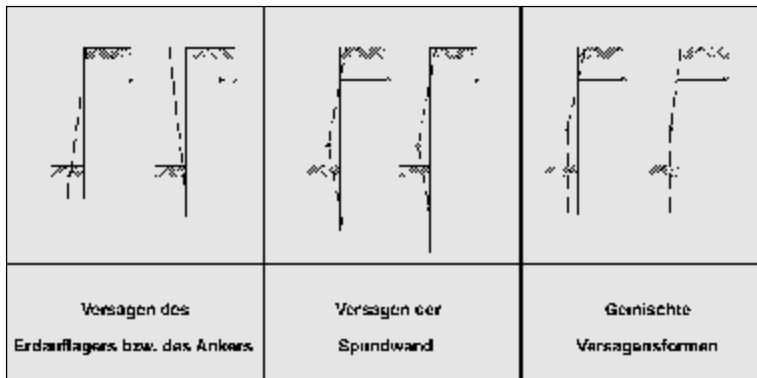 Versagen des
Erdauflagers bzw. des Ankers
Versagen der
Spundwand
Gemischte
Versagensformen